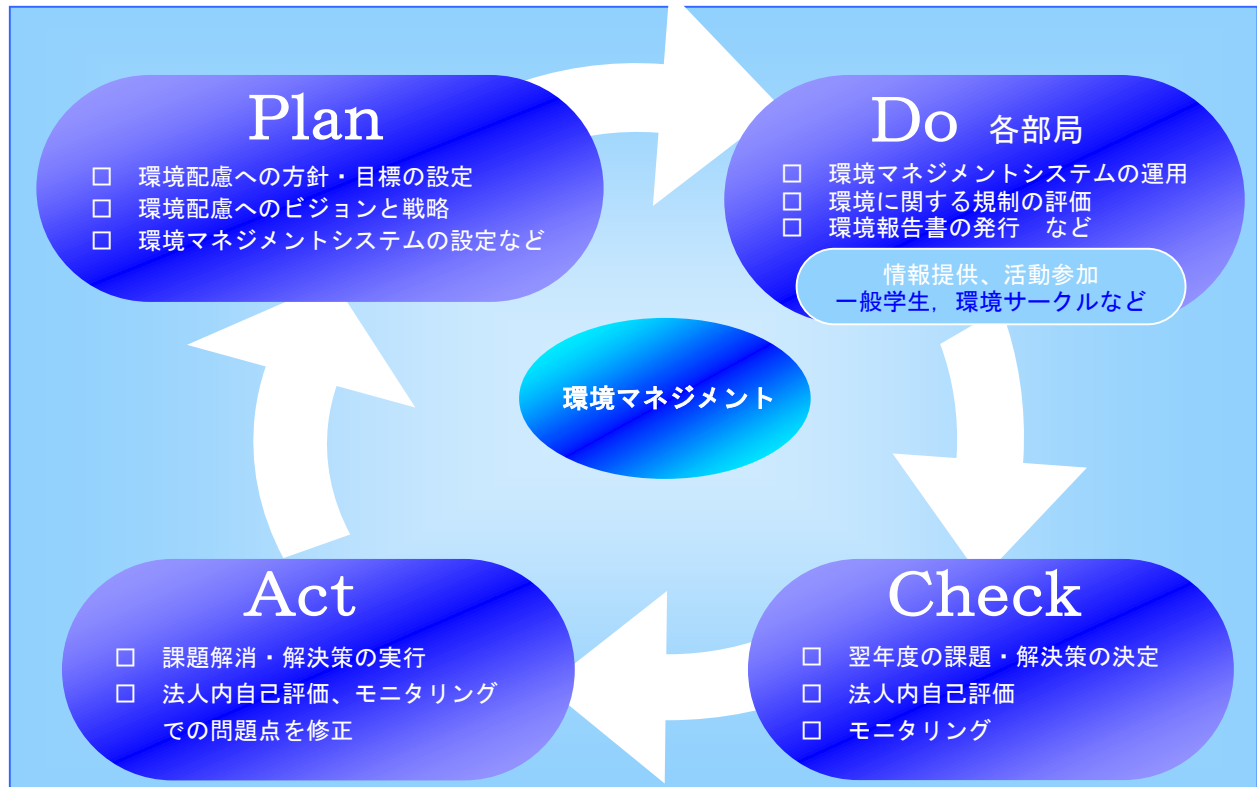 Plan
□ 環境配慮への方針・目標の設定
□ 環境配慮へのビジョンと戦略
□ 環境マネジメントシステムの設定など
Do 各部局
□ 環境マネジメントシステムの運用
□ 環境に関する規制の評価
□ 環境報告書の発行 など
情報提供、活動参加
一般学生, 環境サークルなど
環境マネジメント
Act
□ 課題解消・解決策の実行
□ 法人内自己評価、モニタリング
での問題点を修正
Check
□ 翌年度の課題・解決策の決定
□ 法人内自己評価
□ モニタリング